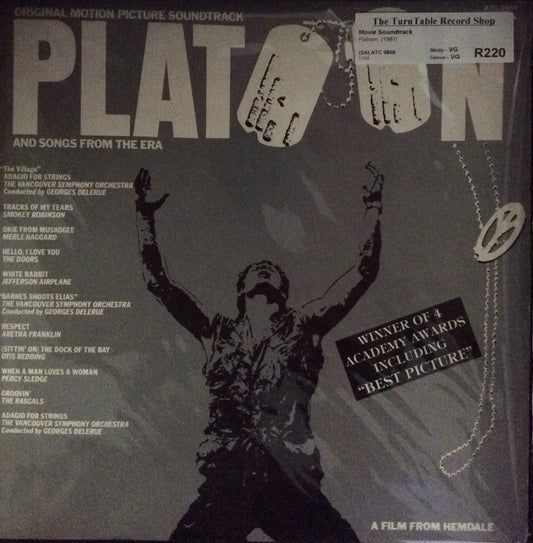 ORIGINAL MOTION PICTURE SOUNDTRACK
The TurnTable Record Shop
Movie Soundtrack
Platoon: (1987)
(SA) ATC 9858
Media - VG
Sleeve - VG
R220
PLATOON
AND SONGS FROM THE ERA
"The Village"
ADAGIO FOR STRINGS
THE VANCOUVER SYMPHONY ORCHESTRA
Conducted by GEORGES DELERUE
TRACKS OF MY TEARS
SMOKEY ROBINSON
OKIE FROM MUSKOGEE
MERLE HAGGARD
HELLO, I LOVE YOU
THE DOORS
WHITE RABBIT
JEFFERSON AIRPLANE
"BARNES SHOOTS ELIAS"
THE VANCOUVER SYMPHONY ORCHESTRA
Conducted by GEORGES DELERUE
RESPECT
ARETHA FRANKLIN
(SITTIN' ON) THE DOCK OF THE BAY
OTIS REDDING
WHEN A MAN LOVES A WOMAN
PERCY SLEDGE
GROOVIN'
THE RASCALS
ADAGIO FOR STRINGS
THE VANCOUVER SYMPHONY ORCHESTRA
Conducted by GEORGES DELERUE
WINNER OF 4
ACADEMY AWARDS
INCLUDING
"BEST PICTURE"
A FILM FROM HEMDALE